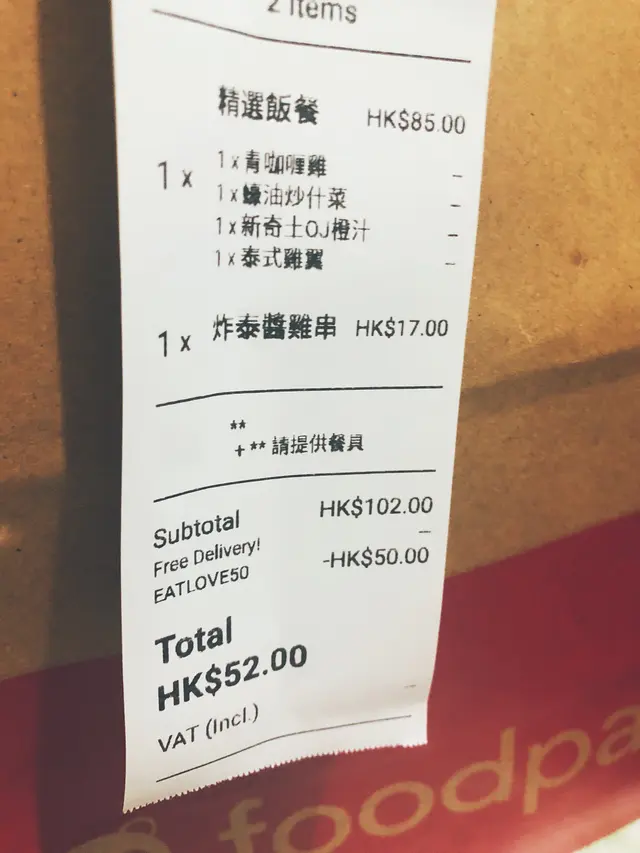 2 Items
精選飯餐 HK$85.00
1 x
1 x 青咖喱雞 –
1 x 蠔油炒什菜 –
1 x 新奇士OJ橙汁 –
1 x 泰式雞翼 –
1 x 炸泰醬雞串 HK$17.00
**
+ ** 請提供餐具
Subtotal HK$102.00
Free Delivery! –
EATLOVE50 -HK$50.00
Total
HK$52.00
VAT (Incl.) –
foodpa